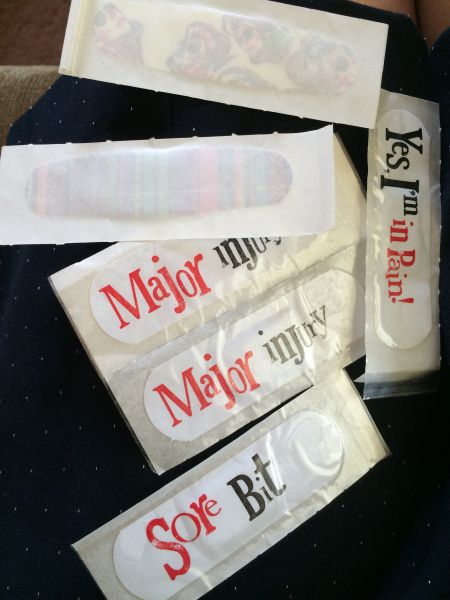 Yes, I'm in Pain!
Major injury
Major injury
Sore Bit